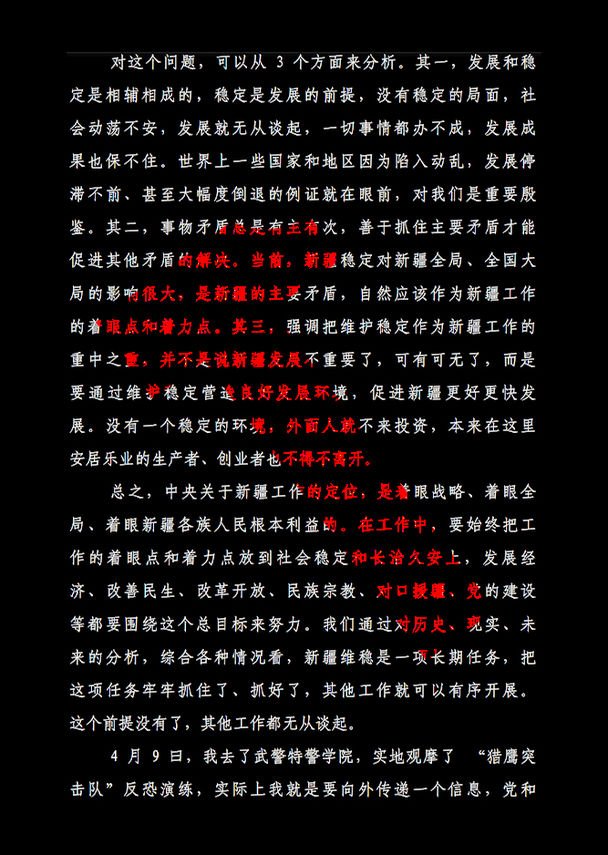 对这个问题，可以从 3 个方面来分析。其一，发展和稳
定是相辅相成的，稳定是发展的前提，没有稳定的局面，社
会动荡不安，发展就无从谈起，一切事情都办不成，发展成
果也保不住。世界上一些国家和地区因为陷入动乱，发展停
滞不前、甚至大幅度倒退的例证就在眼前，对我们是重要殷
鉴。其二，事物矛盾总是有主有次，善于抓住主要矛盾才能
促进其他矛盾的解决。当前，新疆稳定对新疆全局、全国大
局的影响很大，是新疆的主要矛盾，自然应该作为新疆工作
的着眼点和着力点。其三，强调把维护稳定作为新疆工作的
重中之重，并不是说新疆发展不重要了，可有可无了，而是
要通过维护稳定营造良好发展环境，促进新疆更好更快发
展。没有一个稳定的环境，外面人就不来投资，本来在这里
安居乐业的生产者、创业者也不得不离开。
总之，中央关于新疆工作的定位，是着眼战略、着眼全
局、着眼新疆各族人民根本利益的。在工作中，要始终把工
作的着眼点和着力点放到社会稳定和长治久安上，发展经
济、改善民生、改革开放、民族宗教、对口援疆、党的建设
等都要围绕这个总目标来努力。我们通过对历史、现实、未
来的分析，综合各种情况看，新疆维稳是一项长期任务，把
这项任务牢牢抓住了、抓好了，其他工作就可以有序开展。
这个前提没有了，其他工作都无从谈起。
4 月 9 日，我去了武警特警学院，实地观摩了 “猎鹰突
击队”反恐演练，实际上我就是要向外传递一个信息，党和